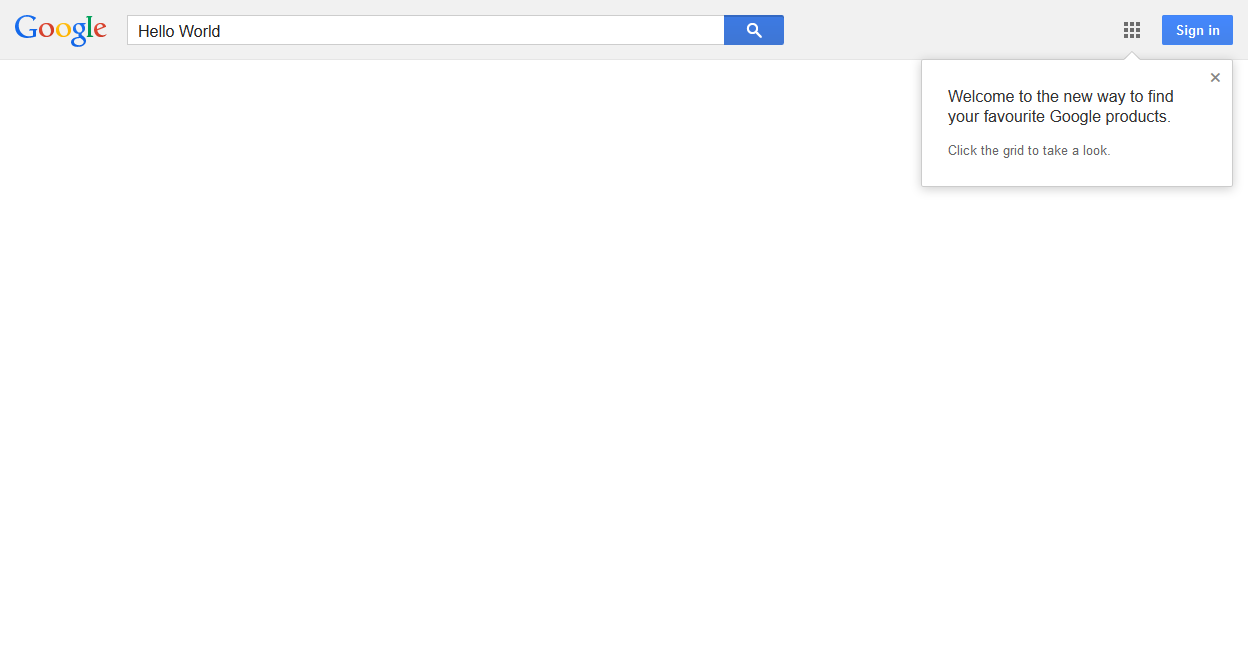 Google
Hello World
Sign in
Welcome to the new way to find
your favourite Google products.
Click the grid to take a look.